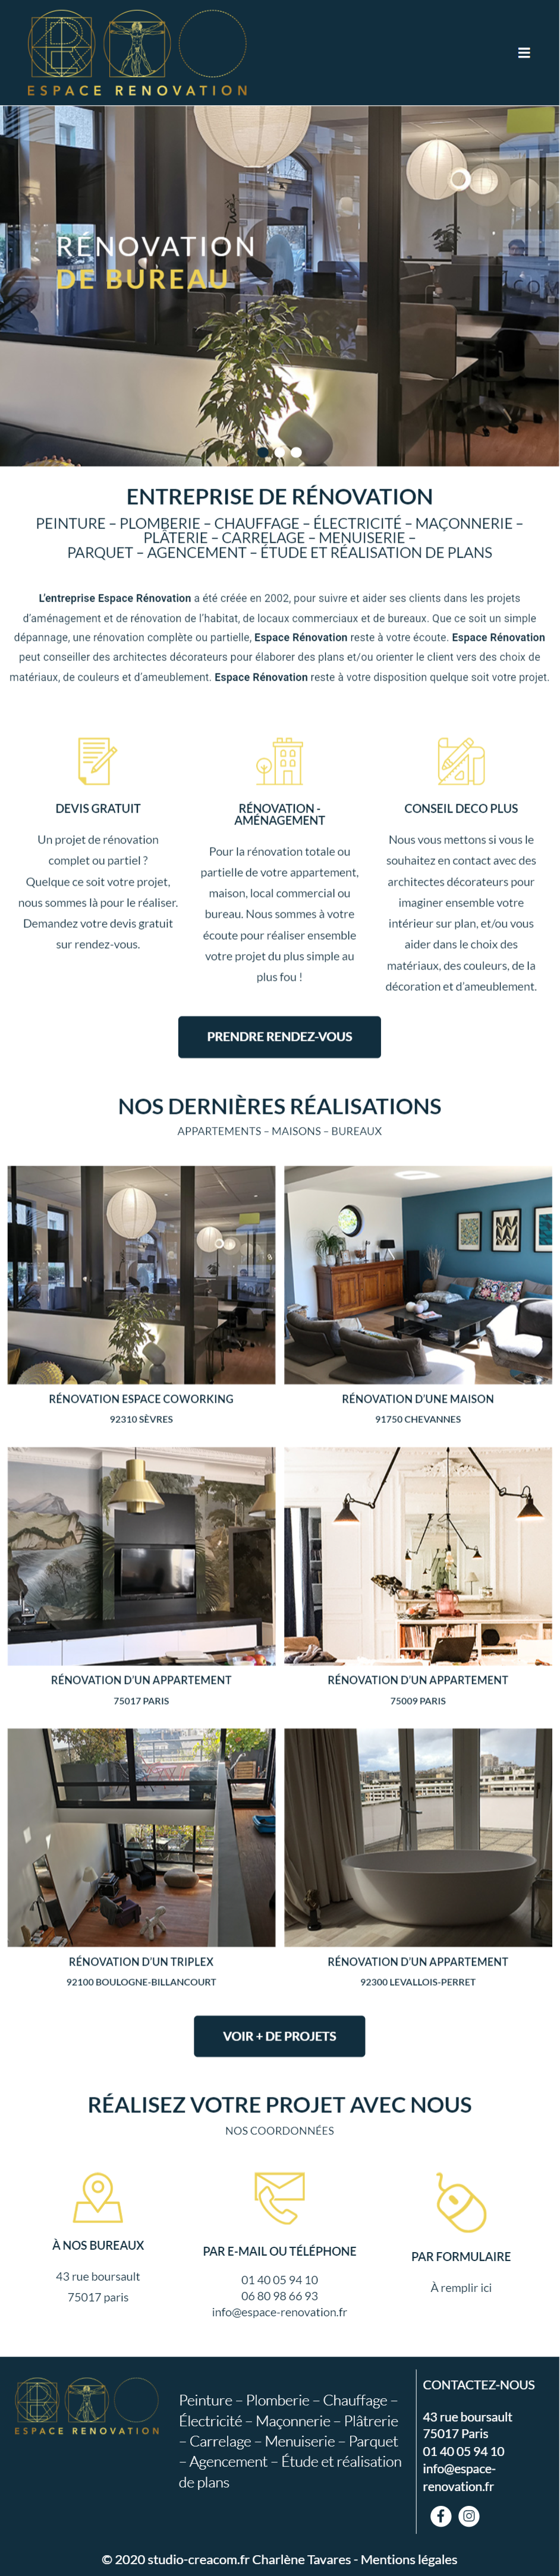 ESPACE RENOVATION
RÉNOVATION
DE BUREAU
ENTREPRISE DE RÉNOVATION
PEINTURE – PLOMBERIE – CHAUFFAGE – ÉLECTRICITÉ – MAÇONNERIE –
PLÂTERIE – CARRELAGE – MENUISERIE –
PARQUET – AGENCEMENT – ÉTUDE ET RÉALISATION DE PLANS
L'entreprise Espace Rénovation a été créée en 2002, pour suivre et aider ses clients dans les projets
d'aménagement et de rénovation de l'habitat, de locaux commerciaux et de bureaux. Que ce soit un simple
dépannage, une rénovation complète ou partielle, Espace Rénovation reste à votre écoute. Espace Rénovation
peut conseiller des architectes décorateurs pour élaborer des plans et/ou orienter le client vers des choix de
matériaux, de couleurs et d'ameublement. Espace Rénovation reste à votre disposition quelque soit votre projet.
DEVIS GRATUIT
Un projet de rénovation
complet ou partiel ?
Quelque ce soit votre projet,
nous sommes là pour le réaliser.
Demandez votre devis gratuit
sur rendez-vous.
RÉNOVATION -
AMÉNAGEMENT
Pour la rénovation totale ou
partielle de votre appartement,
maison, local commercial ou
bureau. Nous sommes à votre
écoute pour réaliser ensemble
votre projet du plus simple au
plus fou !
CONSEIL DECO PLUS
Nous vous mettons si vous le
souhaitez en contact avec des
architectes décorateurs pour
imaginer ensemble votre
intérieur sur plan, et/ou vous
aider dans le choix des
matériaux, des couleurs, de la
décoration et d'ameublement.
PRENDRE RENDEZ-VOUS
NOS DERNIÈRES RÉALISATIONS
APPARTEMENTS – MAISONS – BUREAUX
RÉNOVATION ESPACE COWORKING
92310 SÈVRES
RÉNOVATION D'UNE MAISON
91750 CHEVANNES
RÉNOVATION D'UN APPARTEMENT
75017 PARIS
RÉNOVATION D'UN APPARTEMENT
75009 PARIS
RÉNOVATION D'UN TRIPLEX
92100 BOULOGNE-BILLANCOURT
RÉNOVATION D'UN APPARTEMENT
92300 LEVALLOIS-PERRET
VOIR + DE PROJETS
RÉALISEZ VOTRE PROJET AVEC NOUS
NOS COORDONNÉES
À NOS BUREAUX
43 rue boursault
75017 paris
PAR E-MAIL OU TÉLÉPHONE
01 40 05 94 10
06 80 98 66 93
info@espace-renovation.fr
PAR FORMULAIRE
À remplir ici
ESPACE RENOVATION
Peinture – Plomberie – Chauffage –
Électricité – Maçonnerie – Plâtrerie
– Carrelage – Menuiserie – Parquet
– Agencement – Étude et réalisation
de plans
CONTACTEZ-NOUS
43 rue boursault
75017 Paris
01 40 05 94 10
info@espace-
renovation.fr
© 2020 studio-creacom.fr Charlène Tavares - Mentions légales